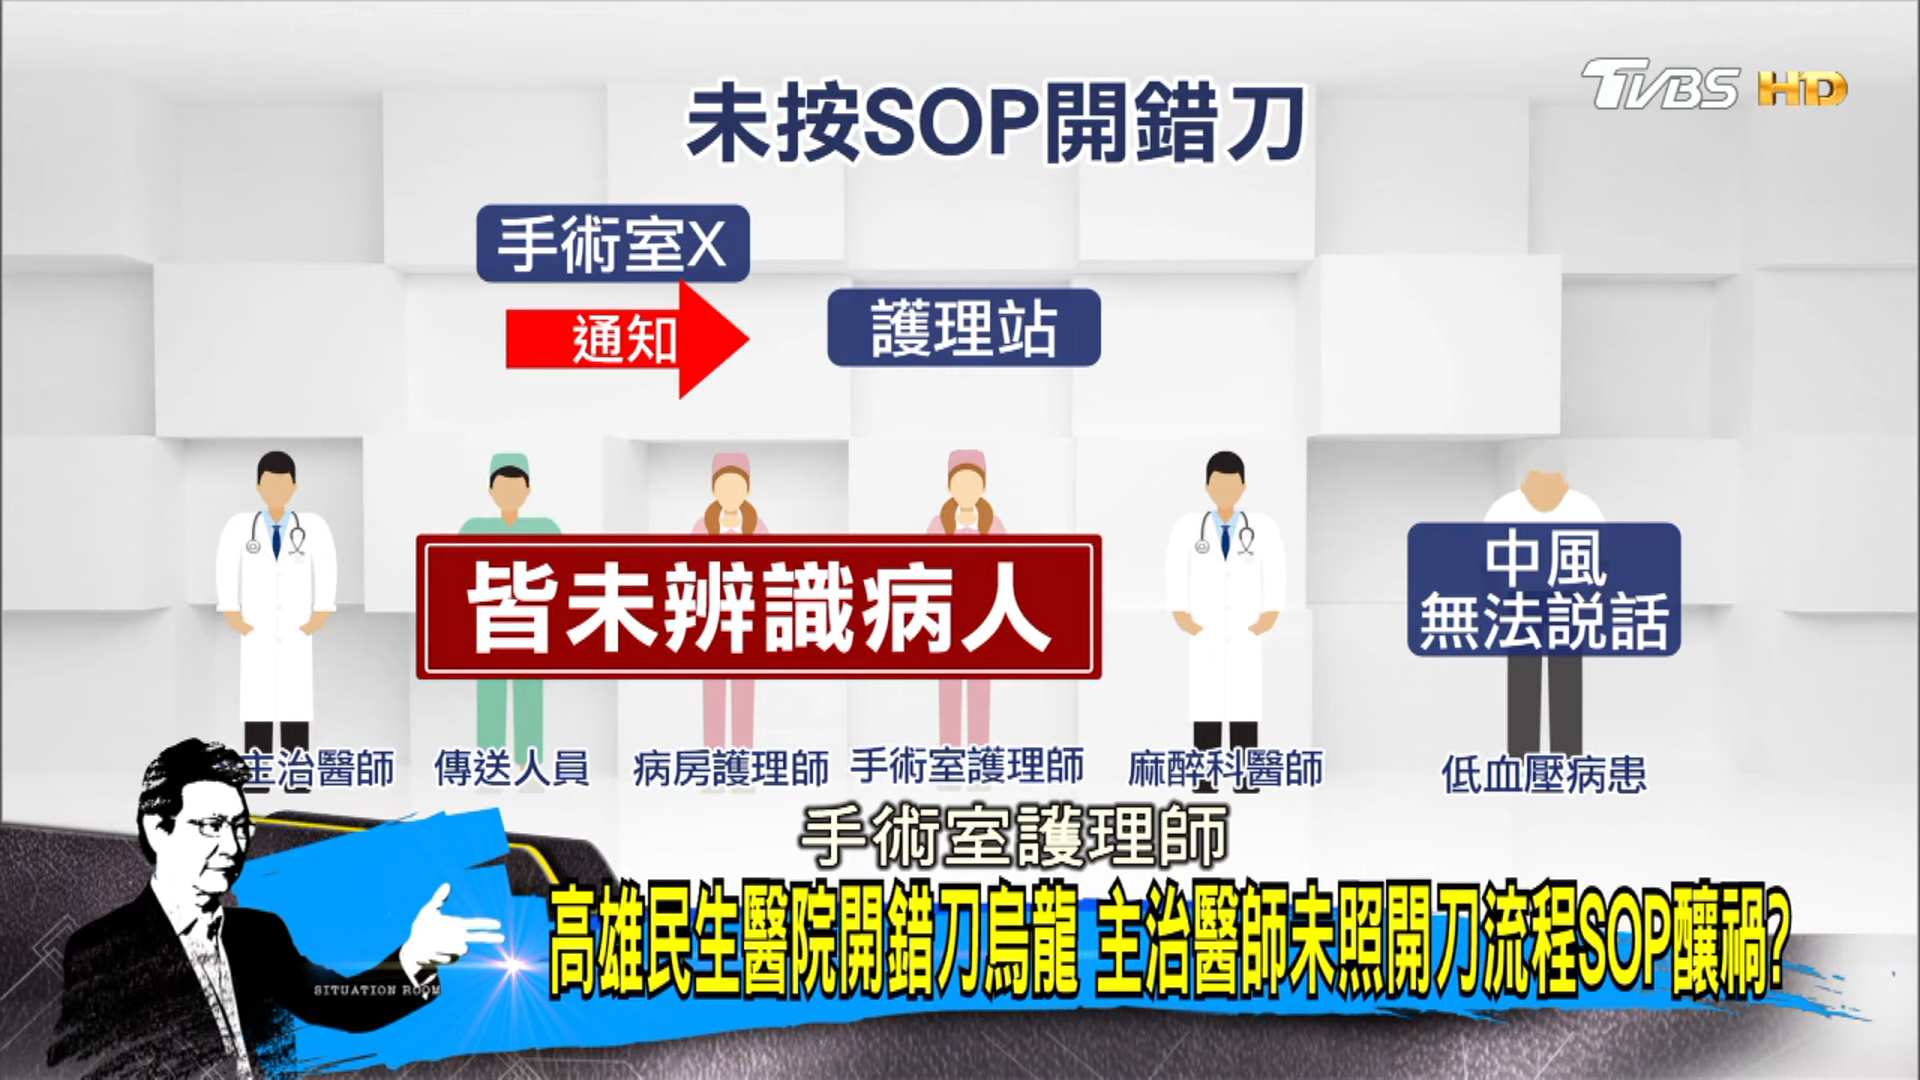 TVBS HD
未按SOP開錯刀
手術室X
通知
護理站
皆未辨識病人
中風
無法説話
主治醫師
傳送人員
病房護理師
手術室護理師
麻醉科醫師
低血壓病患
手術室護理師
高雄民生醫院開錯刀烏龍 主治醫師未照開刀流程SOP釀禍?
SITUATION ROOM